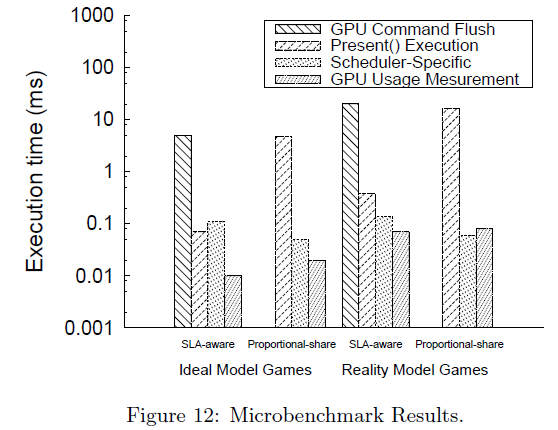 1000
100
10
1
0.1
0.01
0.001
Execution time (ms)
GPU Command Flush
Present() Execution
Scheduler-Specific
GPU Usage Mesurement
SLA-aware Proportional-share SLA-aware Proportional-share
Ideal Model Games Reality Model Games
Figure 12: Microbenchmark Results.